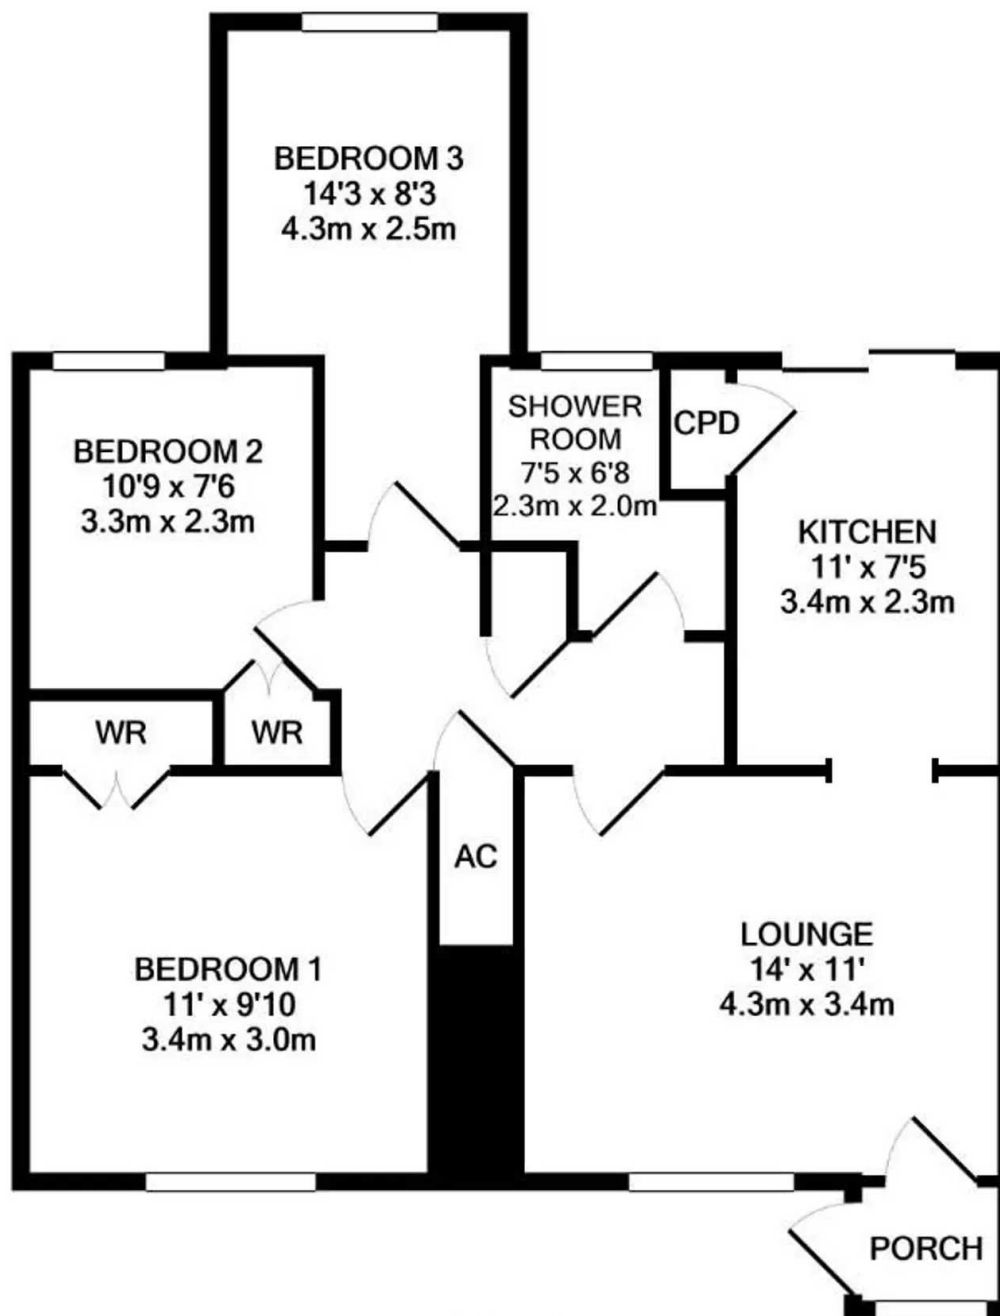 BEDROOM 3
14'3 x 8'3
4.3m x 2.5m
BEDROOM 2
10'9 x 7'6
3.3m x 2.3m
SHOWER
ROOM
7'5 x 6'8
2.3m x 2.0m
CPD
KITCHEN
11' x 7'5
3.4m x 2.3m
WR
WR
AC
BEDROOM 1
11' x 9'10
3.4m x 3.0m
LOUNGE
14' x 11'
4.3m x 3.4m
PORCH